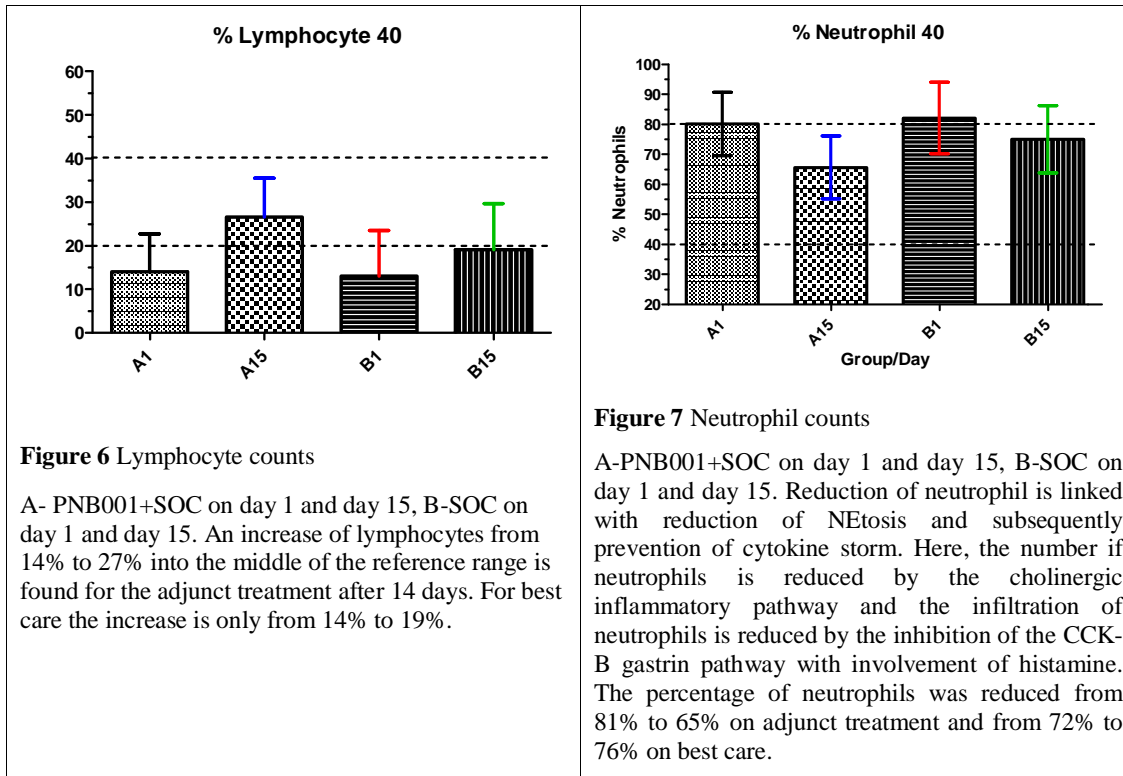 % Lymphocyte 40
60
50
40
30
20
10
0
A1
A15
B1
B15
Figure 6 Lymphocyte counts
A- PNB001+SOC on day 1 and day 15, B-SOC on
day 1 and day 15. An increase of lymphocytes from
14% to 27% into the middle of the reference range is
found for the adjunct treatment after 14 days. For best
care the increase is only from 14% to 19%.
% Neutrophil 40
% Neutrophils
100
90
80
70
60
50
40
30
20
A1
A15
B1
B15
Group/Day
Figure 7 Neutrophil counts
A-PNB001+SOC on day 1 and day 15, B-SOC on
day 1 and day 15. Reduction of neutrophil is linked
with reduction of NEtosis and subsequently
prevention of cytokine storm. Here, the number if
neutrophils is reduced by the cholinergic
inflammatory pathway and the infiltration of
neutrophils is reduced by the inhibition of the CCK-
B gastrin pathway with involvement of histamine.
The percentage of neutrophils was reduced from
81% to 65% on adjunct treatment and from 72% to
76% on best care.